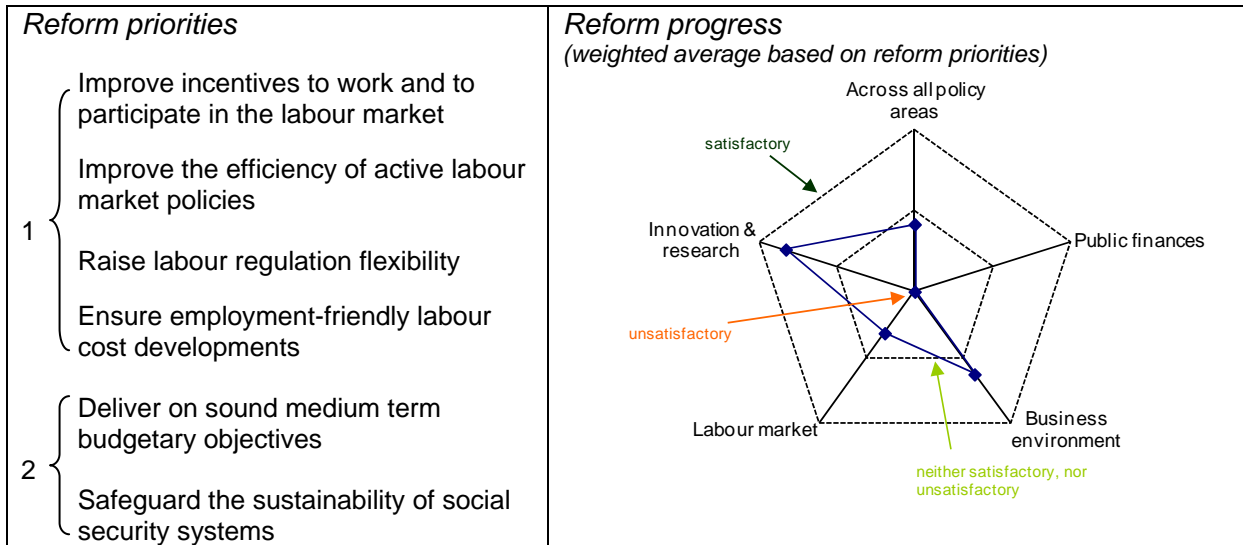 Reform priorities
1
Improve incentives to work and to
participate in the labour market
Improve the efficiency of active labour
market policies
Raise labour regulation flexibility
Ensure employment-friendly labour
cost developments
2
Deliver on sound medium term
budgetary objectives
Safeguard the sustainability of social
security systems
Reform progress
(weighted average based on reform priorities)
Across all policy
areas
satisfactory
Innovation &
research
Public finances
unsatisfactory
Labour market
Business
environment
neither satisfactory, nor
unsatisfactory